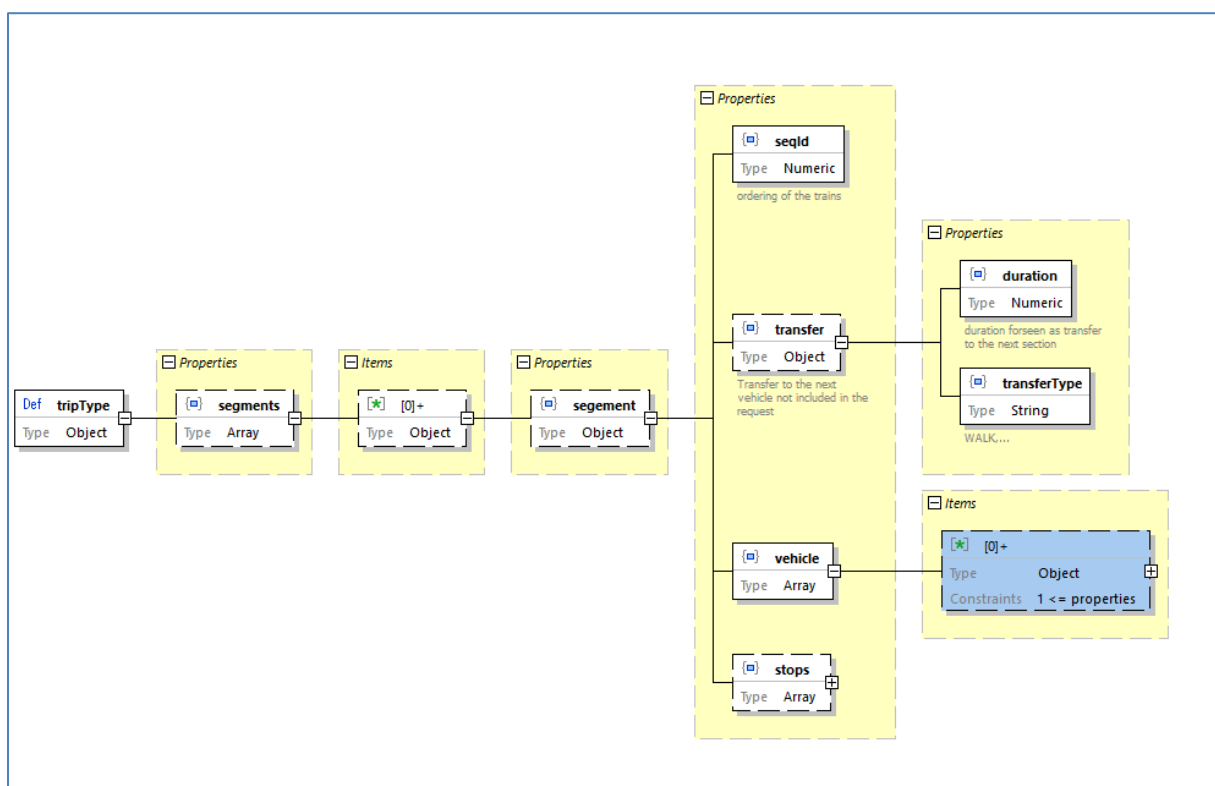 Properties
seqId
Type Numeric
ordering of the trains
Properties
duration
Type Numeric
duration forseen as transfer
to the next section
transfer
Type Object
Transfer to the next
vehicle not included in the
request
transferType
Type String
WALK,...
Properties
Items
Properties
Def tripType
Type Object
segments
Type Array
[0]+
Type Object
segement
Type Object
Items
[0]+
Type Object
Constraints 1 <= properties
vehicle
Type Array
stops
Type Array